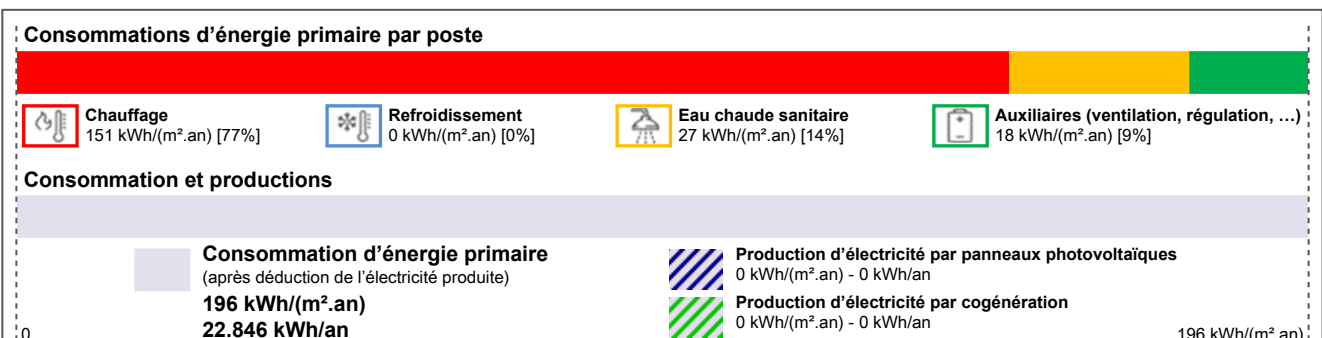 Consommations d’énergie primaire par poste
Chauffage
151 kWh/(m².an) [77%]
Refroidissement
0 kWh/(m².an) [0%]
Eau chaude sanitaire
27 kWh/(m².an) [14%]
Auxiliaires (ventilation, régulation, …)
18 kWh/(m².an) [9%]
Consommation et productions
Consommation d’énergie primaire
(après déduction de l’électricité produite)
196 kWh/(m².an)
22.846 kWh/an
Production d’électricité par panneaux photovoltaïques
0 kWh/(m².an) - 0 kWh/an
Production d’électricité par cogénération
0 kWh/(m².an) - 0 kWh/an
0
196 kWh/(m².an)